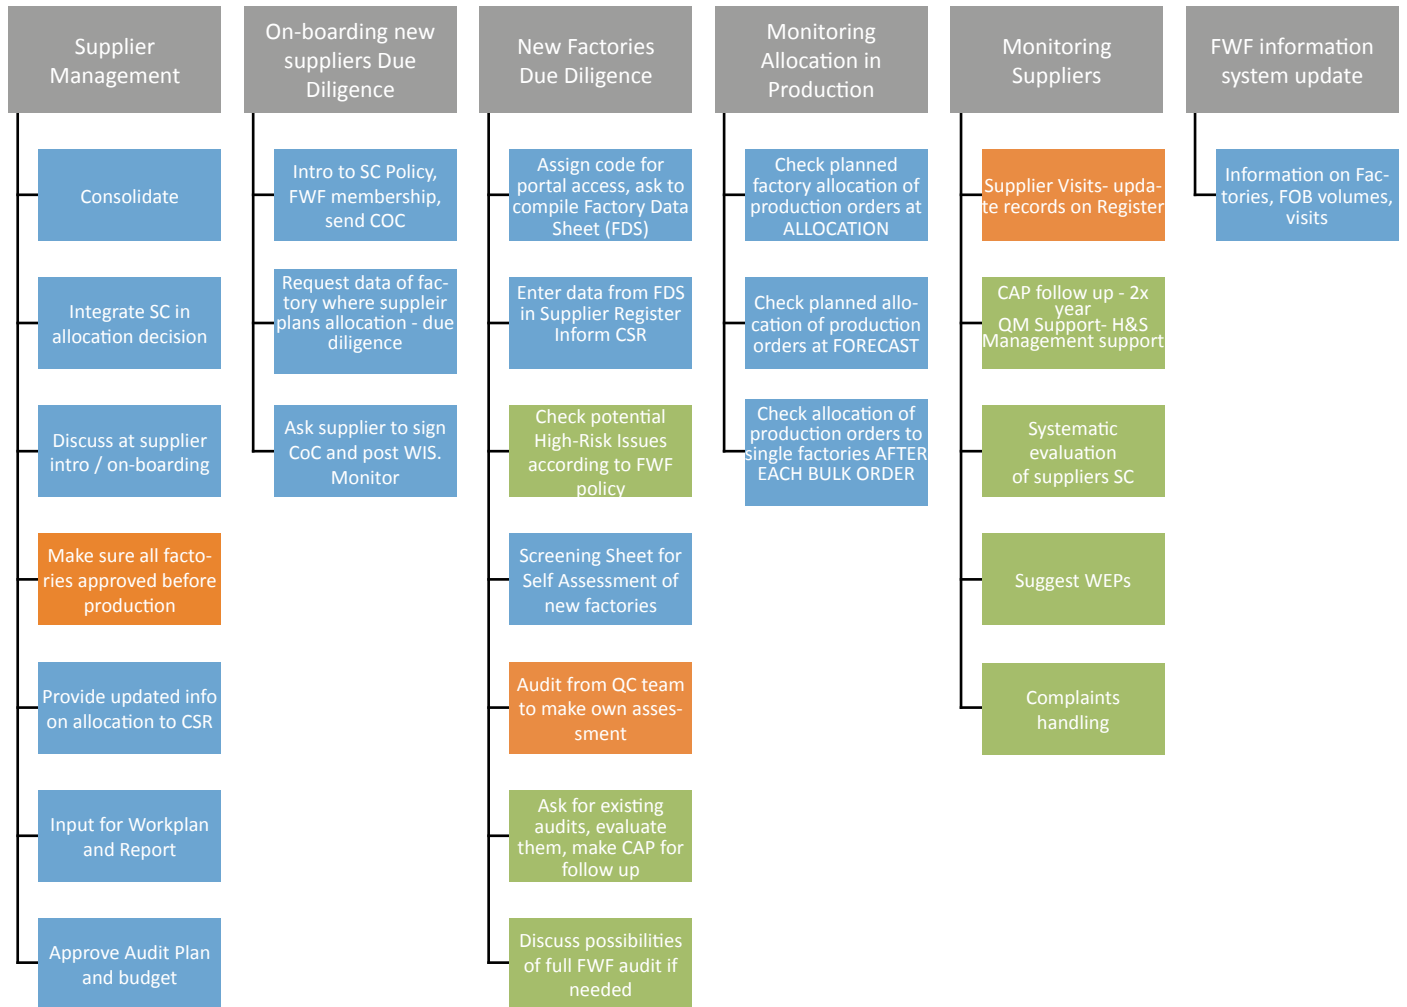 Supplier
Management
On-boarding new
suppliers Due
Diligence
New Factories
Due Diligence
Monitoring
Allocation in
Production
Monitoring
Suppliers
FWF information
system update
Consolidate
Integrate SC in
allocation decision
Discuss at supplier
intro / on-boarding
Make sure all facto-
ries approved before
production
Provide updated info
on allocation to CSR
Input for Workplan
and Report
Approve Audit Plan
and budget
Intro to SC Policy,
FWF membership,
send COC
Request data of fac-
tory where suppleir
plans allocation - due
diligence
Ask supplier to sign
CoC and post WIS.
Monitor
Assign code for
portal access, ask to
compile Factory Data
Sheet (FDS)
Enter data from FDS
in Supplier Register
Inform CSR
Check potential
High-Risk Issues
according to FWF
policy
Screening Sheet for
Self Assessment of
new factories
Audit from QC team
to make own asses-
sment
Ask for existing
audits, evaluate
them, make CAP for
follow up
Discuss possibilities
of full FWF audit if
needed
Check planned
factory allocation of
production orders at
ALLOCATION
Check planned allo-
cation of production
orders at FORECAST
Check allocation of
production orders to
single factories AFTER
EACH BULK ORDER
Supplier Visits- upda-
te records on Register
CAP follow up - 2x
year
QM Support- H&S
Management support
Systematic
evaluation
of suppliers SC
Suggest WEPs
Complaints
handling
Information on Fac-
tories, FOB volumes,
visits